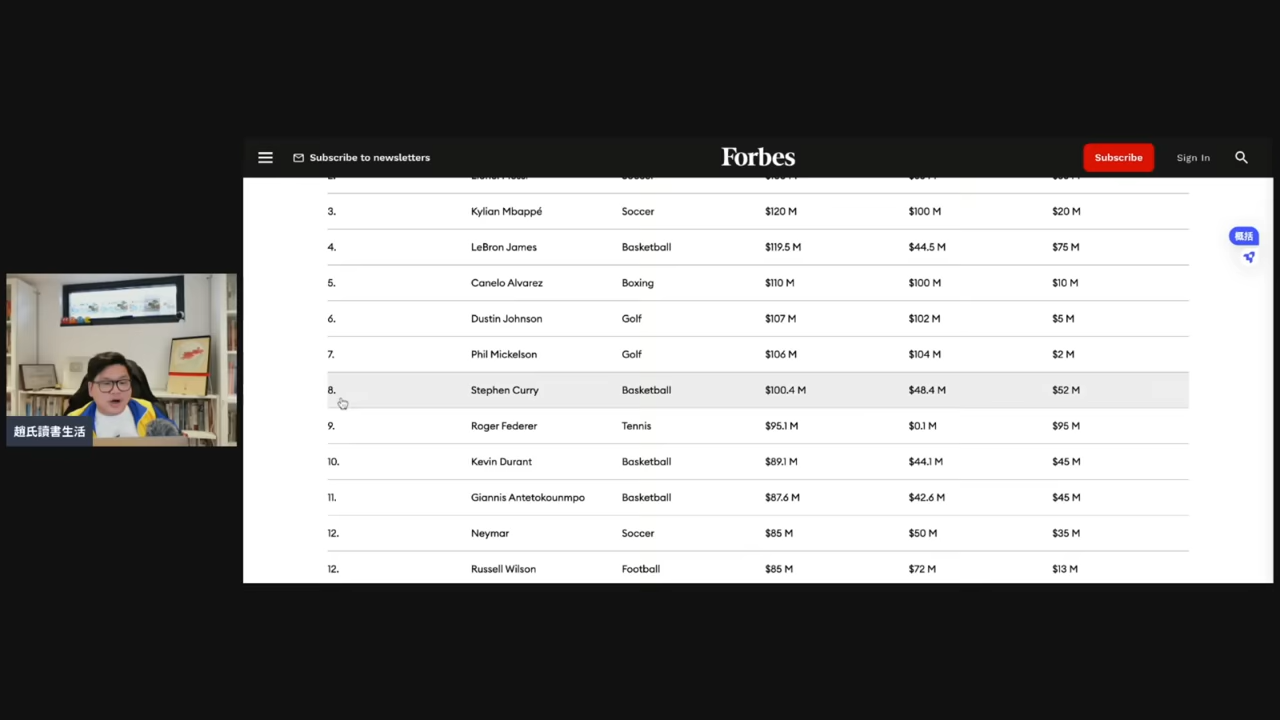 Subscribe to newsletters
Forbes
Subscribe
Sign In
3. Kylian Mbappé Soccer $120 M $100 M $20 M
4. LeBron James Basketball $119.5 M $44.5 M $75 M
5. Canelo Alvarez Boxing $110 M $100 M $10 M
6. Dustin Johnson Golf $107 M $102 M $5 M
7. Phil Mickelson Golf $106 M $104 M $2 M
8. Stephen Curry Basketball $100.4 M $48.4 M $52 M
9. Roger Federer Tennis $95.1 M $0.1 M $95 M
10. Kevin Durant Basketball $89.1 M $44.1 M $45 M
11. Giannis Antetokounmpo Basketball $87.6 M $42.6 M $45 M
12. Neymar Soccer $85 M $50 M $35 M
12. Russell Wilson Football $85 M $72 M $13 M
概括
趙氏讀書生活